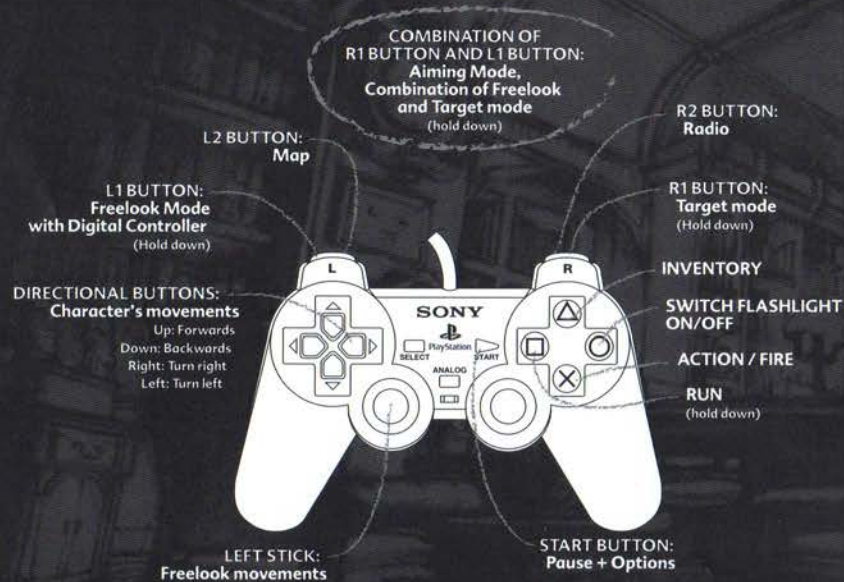 COMBINATION OF
R1 BUTTON AND L1 BUTTON:
Aiming Mode,
Combination of Freelook
and Target mode
(hold down)
L2 BUTTON:
Map
R2 BUTTON:
Radio
L1 BUTTON:
Freelook Mode
with Digital Controller
(Hold down)
R1 BUTTON:
Target mode
(Hold down)
DIRECTIONAL BUTTONS:
Character's movements
Up: Forwards
Down: Backwards
Right: Turn right
Left: Turn left
L
R
SONY
PlayStation
SELECT
START
ANALOG
INVENTORY
SWITCH FLASHLIGHT
ON/OFF
ACTION / FIRE
RUN
(hold down)
LEFT STICK:
Freelook movements
START BUTTON:
Pause + Options